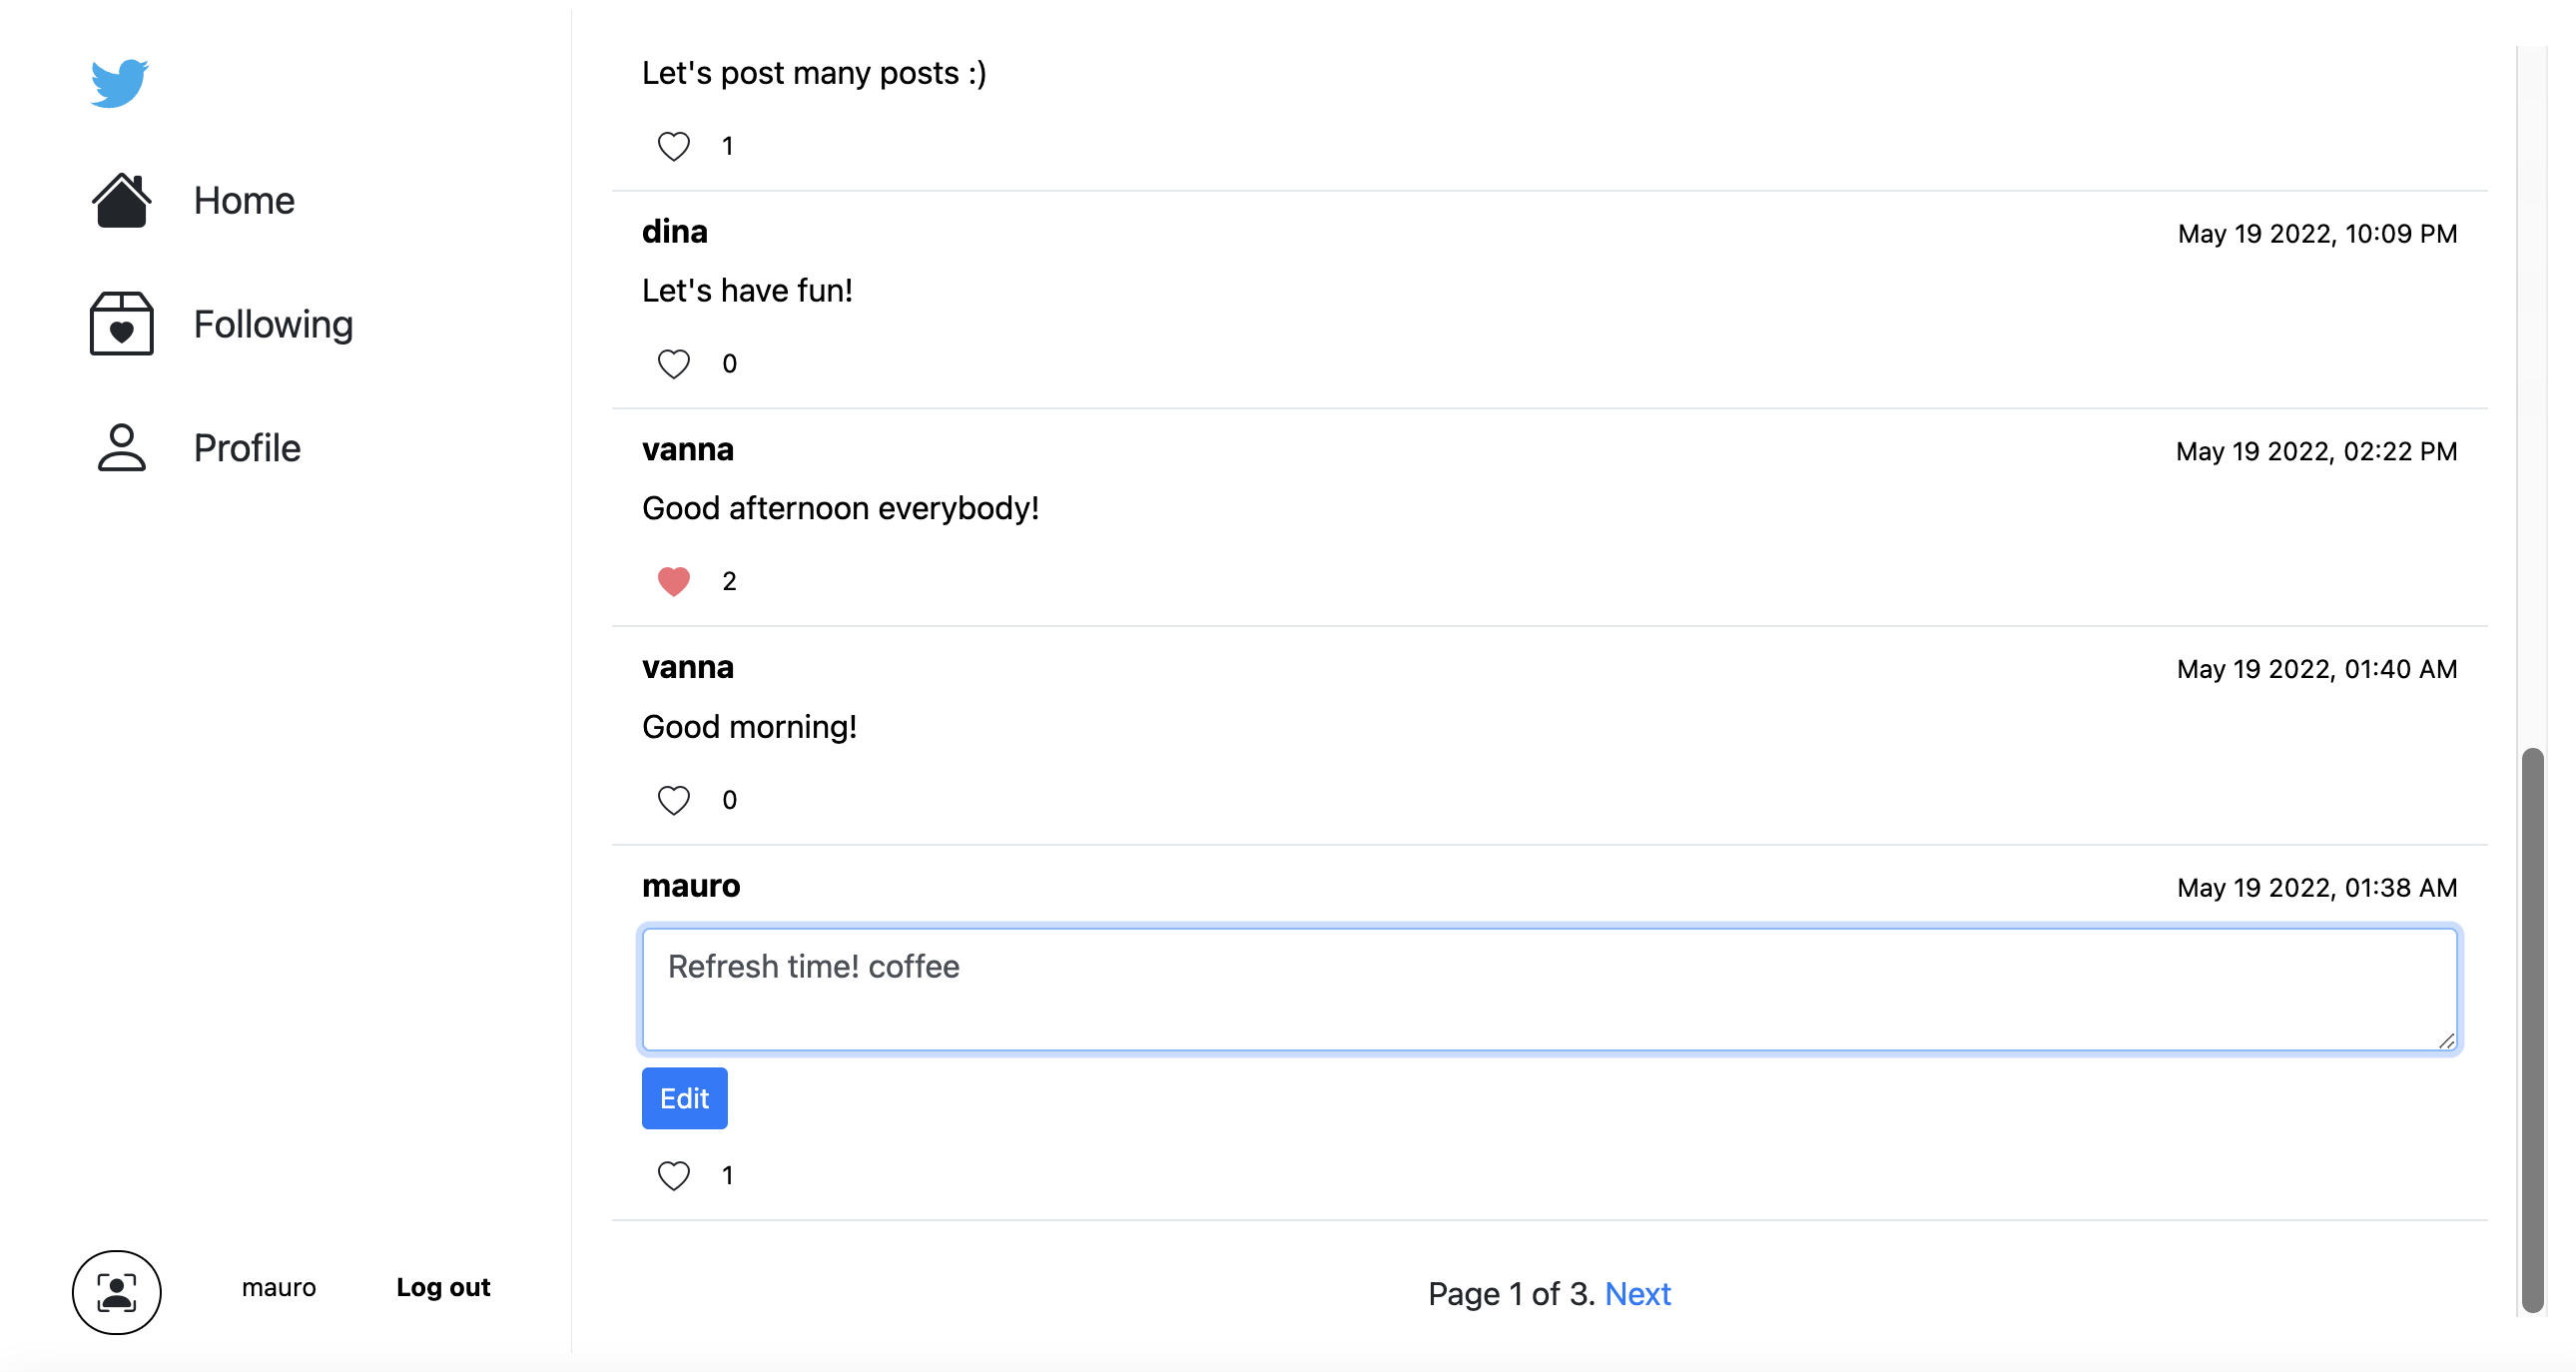 Home
Following
Profile
mauro Log out
Let's post many posts :)
1
dina May 19 2022, 10:09 PM
Let's have fun!
0
vanna May 19 2022, 02:22 PM
Good afternoon everybody!
2
vanna May 19 2022, 01:40 AM
Good morning!
0
mauro May 19 2022, 01:38 AM
Refresh time! coffee
Edit
1
Page 1 of 3. Next